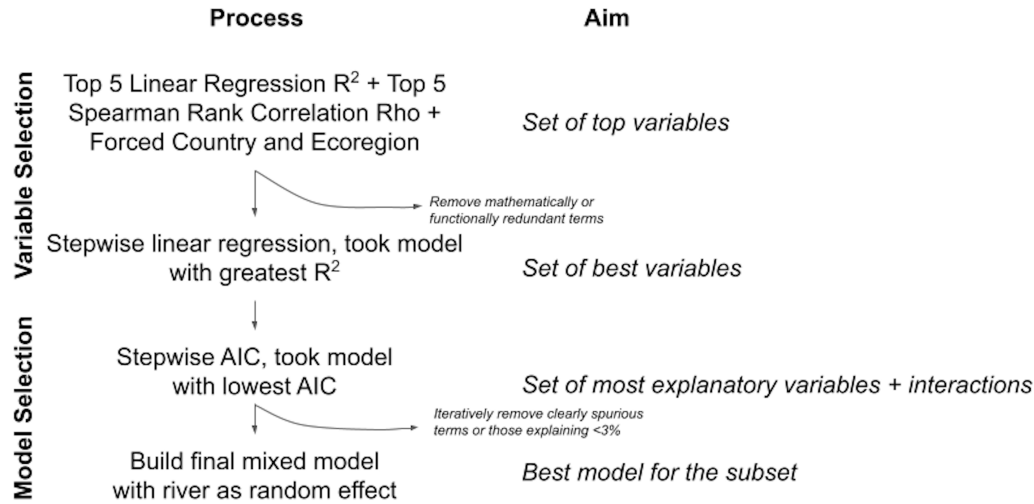 Process
Aim
Variable Selection
Top 5 Linear Regression R² + Top 5
Spearman Rank Correlation Rho +
Forced Country and Ecoregion
Set of top variables
Remove mathematically or
functionally redundant terms
Stepwise linear regression, took model
with greatest R²
Set of best variables
Model Selection
Stepwise AIC, took model
with lowest AIC
Set of most explanatory variables + interactions
Iteratively remove clearly spurious
terms or those explaining <3%
Build final mixed model
with river as random effect
Best model for the subset